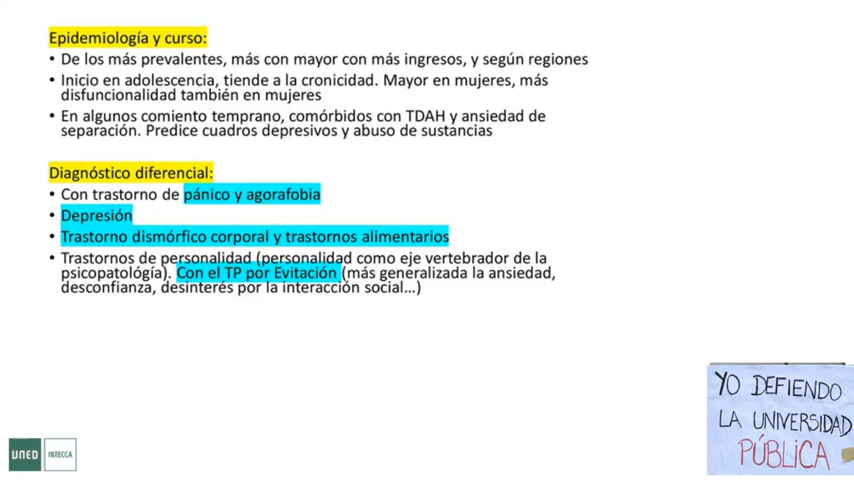 Epidemiología y curso:
• De los más prevalentes, más con mayor con más ingresos, y según regiones
• Inicio en adolescencia, tiende a la cronicidad. Mayor en mujeres, más
disfuncionalidad también en mujeres
• En algunos comiento temprano, comórbidos con TDAH y ansiedad de
separación. Predice cuadros depresivos y abuso de sustancias
Diagnóstico diferencial:
• Con trastorno de pánico y agorafobia
• Depresión
• Trastorno dismórfico corporal y trastornos alimentarios
• Trastornos de personalidad (personalidad como eje vertebrador de la
psicopatología). Con el TP por Evitación (más generalizada la ansiedad,
desconfianza, desinterés por la interacción social…)
YO DEFIENDO
LA UNIVERSIDAD
PÚBLICA
UNED INTECCA